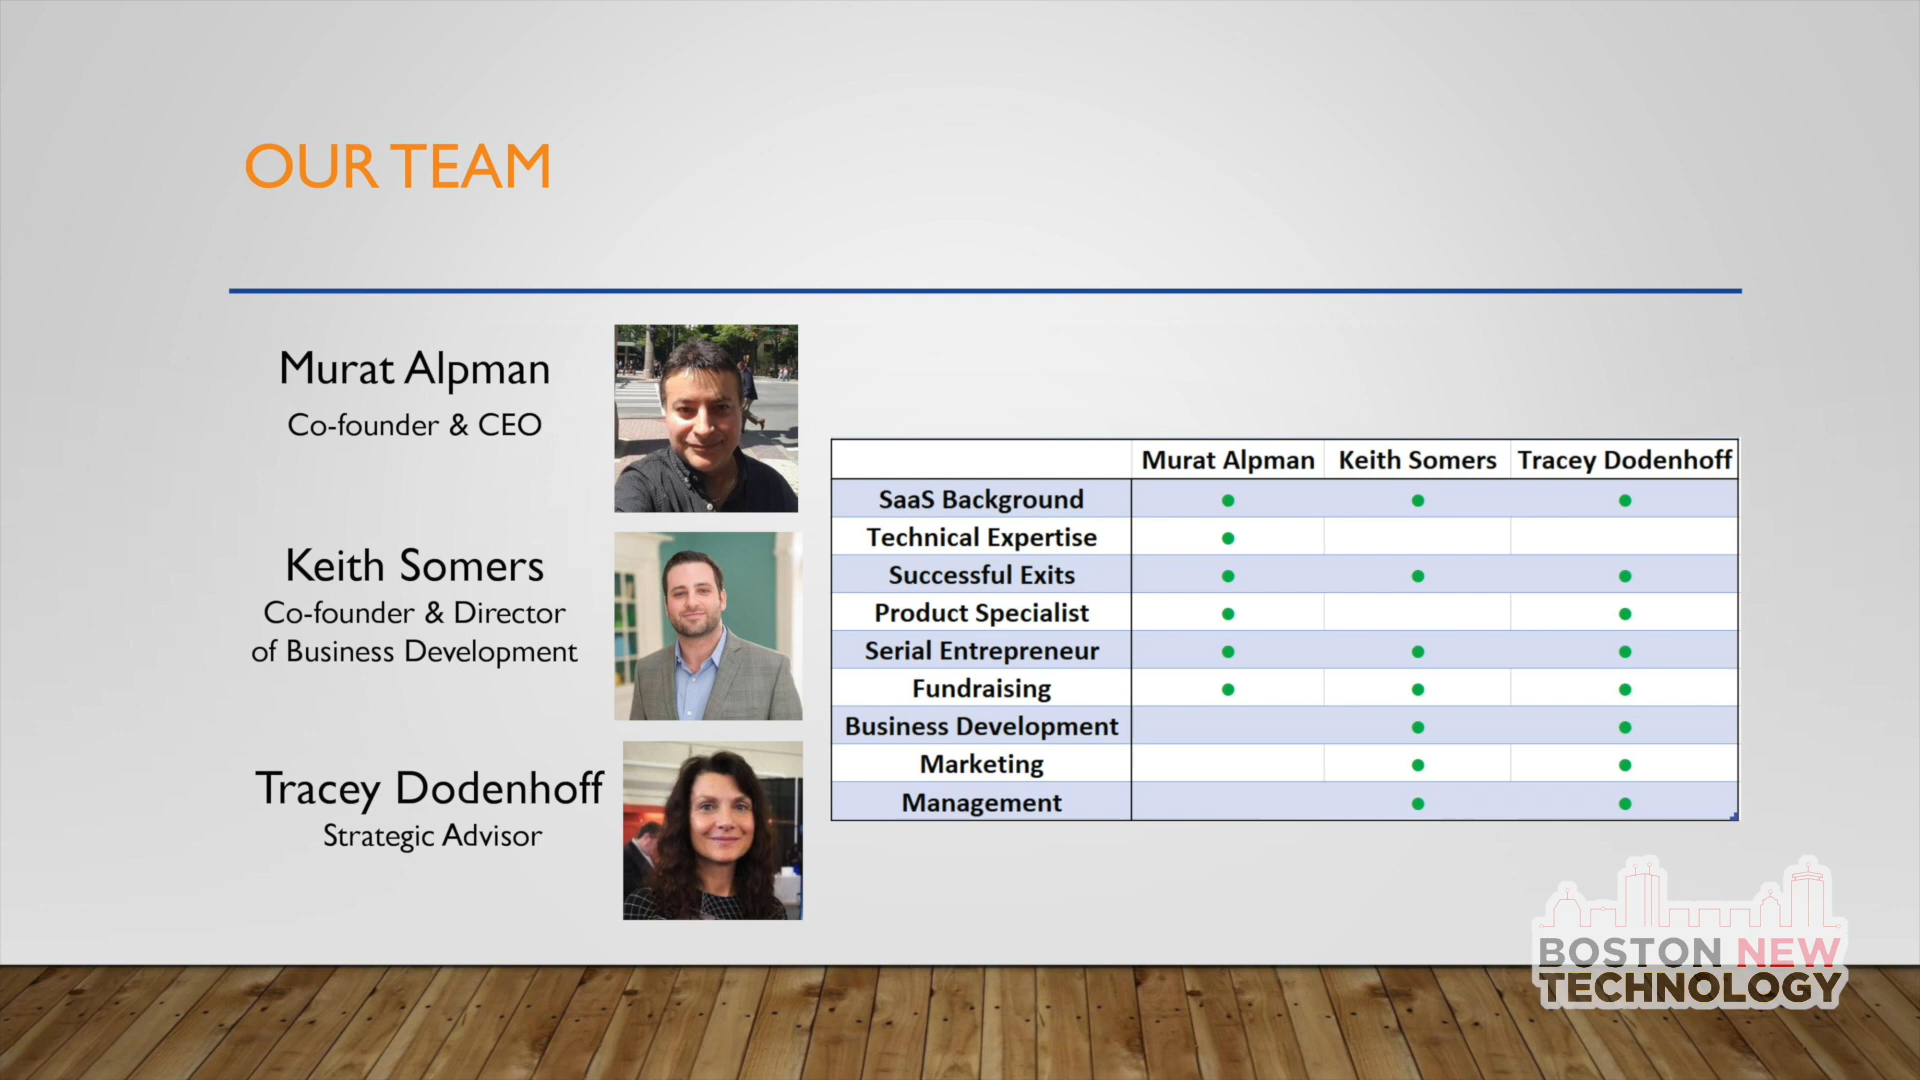 OUR TEAM
Murat Alpman
Co-founder & CEO
Keith Somers
Co-founder & Director
of Business Development
Tracey Dodenhoff
Strategic Advisor
Murat Alpman Keith Somers Tracey Dodenhoff
SaaS Background
Technical Expertise
Successful Exits
Product Specialist
Serial Entrepreneur
Fundraising
Business Development
Marketing
Management
BOSTON NEW
TECHNOLOGY